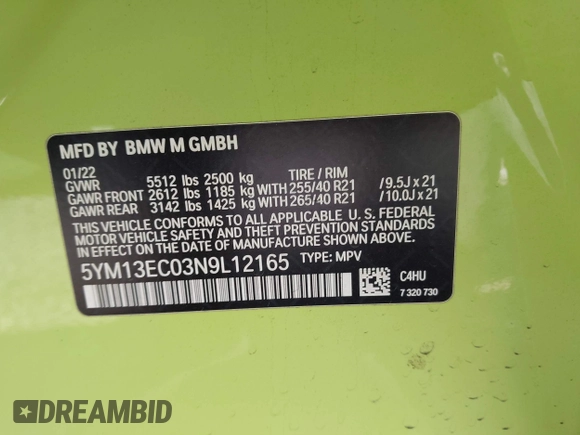 MFD BY BMW M GMBH
01/22 TIRE / RIM
GVWR 5512 lbs 2500 kg
GAWR FRONT 2612 lbs 1185 kg WITH 255/40 R21 /9.5J x 21
GAWR REAR 3142 lbs 1425 kg WITH 265/40 R21 /10.0J x 21
THIS VEHICLE CONFORMS TO ALL APPLICABLE U. S. FEDERAL
MOTOR VEHICLE SAFETY AND THEFT PREVENTION STANDARDS
IN EFFECT ON THE DATE OF MANUFACTURE SHOWN ABOVE.
5YM13EC03N9L12165 TYPE: MPV
C4HU
7 320 730
DREAMBID